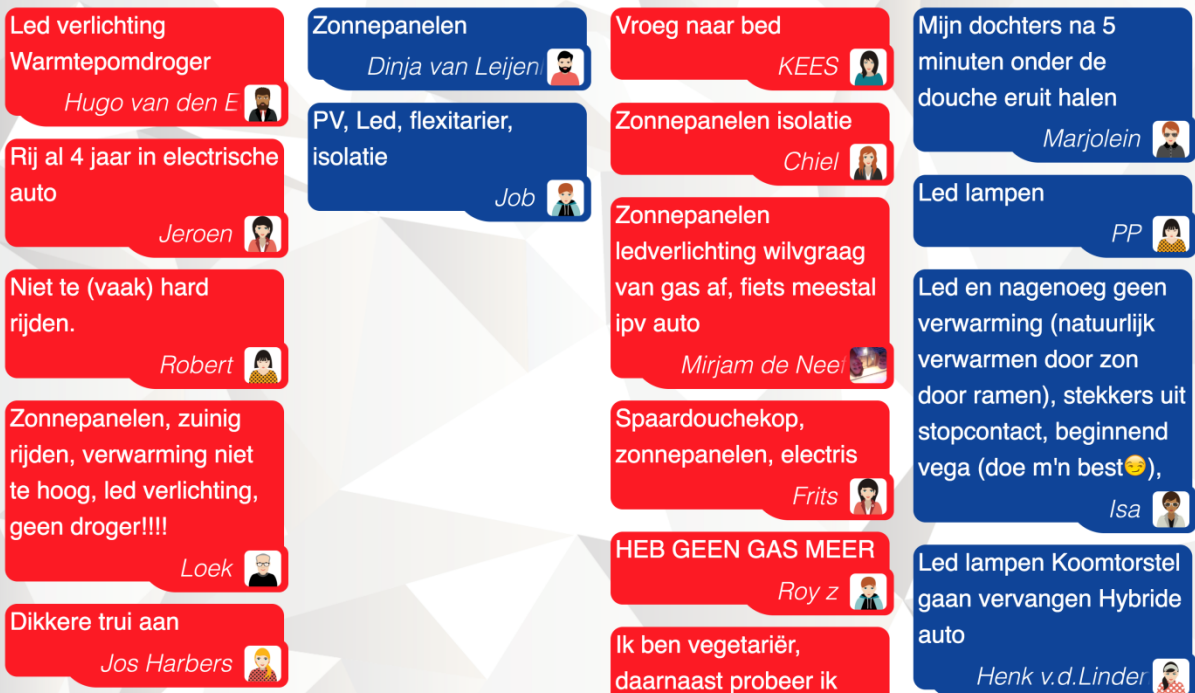 Led verlichting
Warmtepomdroger
Hugo van den E
Rij al 4 jaar in electrische
auto
Jeroen
Niet te (vaak) hard
rijden.
Robert
Zonnepanelen, zuinig
rijden, verwarming niet
te hoog, led verlichting,
geen droger!!!!
Loek
Dikkere trui aan
Jos Harbers
Zonnepanelen
Dinja van Leijen
PV, Led, flexitarier,
isolatie
Job
Vroeg naar bed
KEES
Zonnepanelen isolatie
Chiel
Zonnepanelen
ledverlichting wilvgraag
van gas af, fiets meestal
ipv auto
Mirjam de Neef
Spaardouchekop,
zonnepanelen, electris
Frits
HEB GEEN GAS MEER
Roy z
Ik ben vegetariër,
daarnaast probeer ik
Mijn dochters na 5
minuten onder de
douche eruit halen
Marjolein
Led lampen
PP
Led en nagenoeg geen
verwarming (natuurlijk
verwarmen door zon
door ramen), stekkers uit
stopcontact, beginnend
vega (doe m'n best😏),
Isa
Led lampen Koomtorstel
gaan vervangen Hybride
auto
Henk v.d.Linder